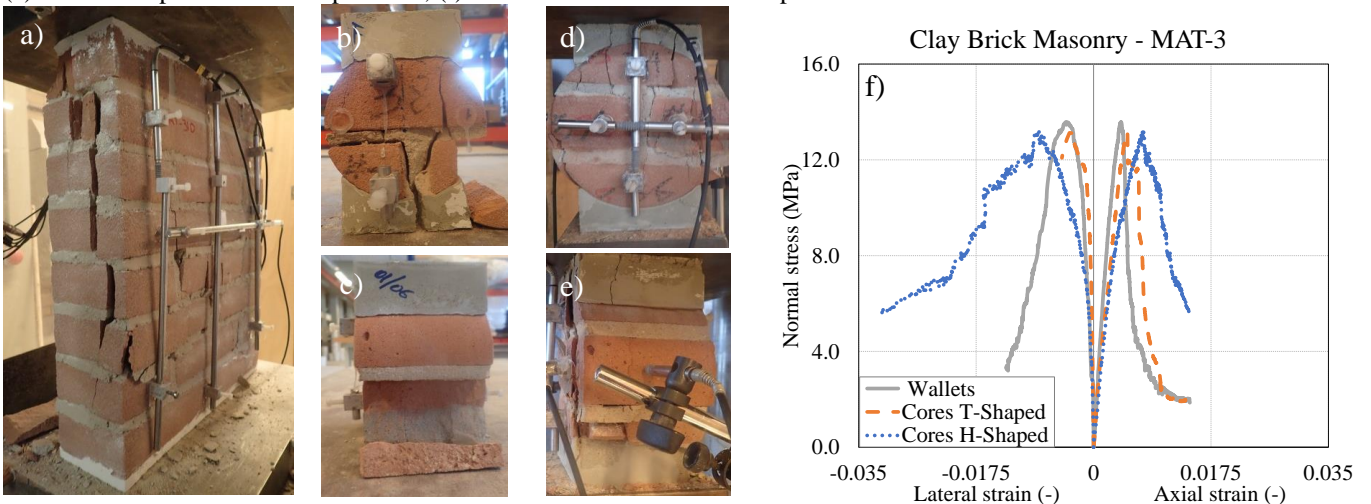 a)
b)
c)
01/06
d)
e)
Clay Brick Masonry - MAT-3
f)
Normal stress (MPa)
16.0
12.0
8.0
4.0
0.0
Wallets
Cores T-Shaped
Cores H-Shaped
-0.035 -0.0175 0 0.0175 0.035
Lateral strain (-) Axial strain (-)